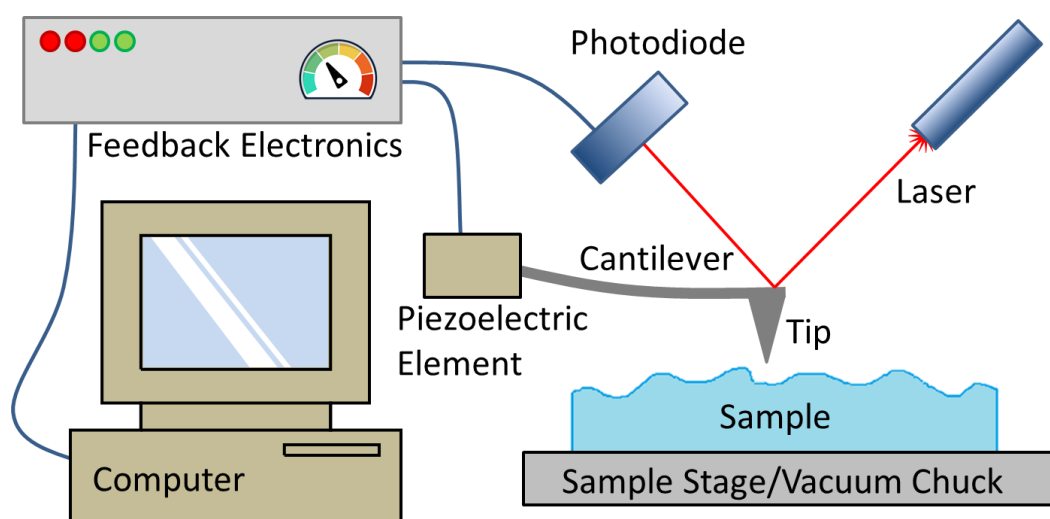 Photodiode
Feedback Electronics
Laser
Cantilever
Piezoelectric
Element
Tip
Sample
Computer
Sample Stage/Vacuum Chuck